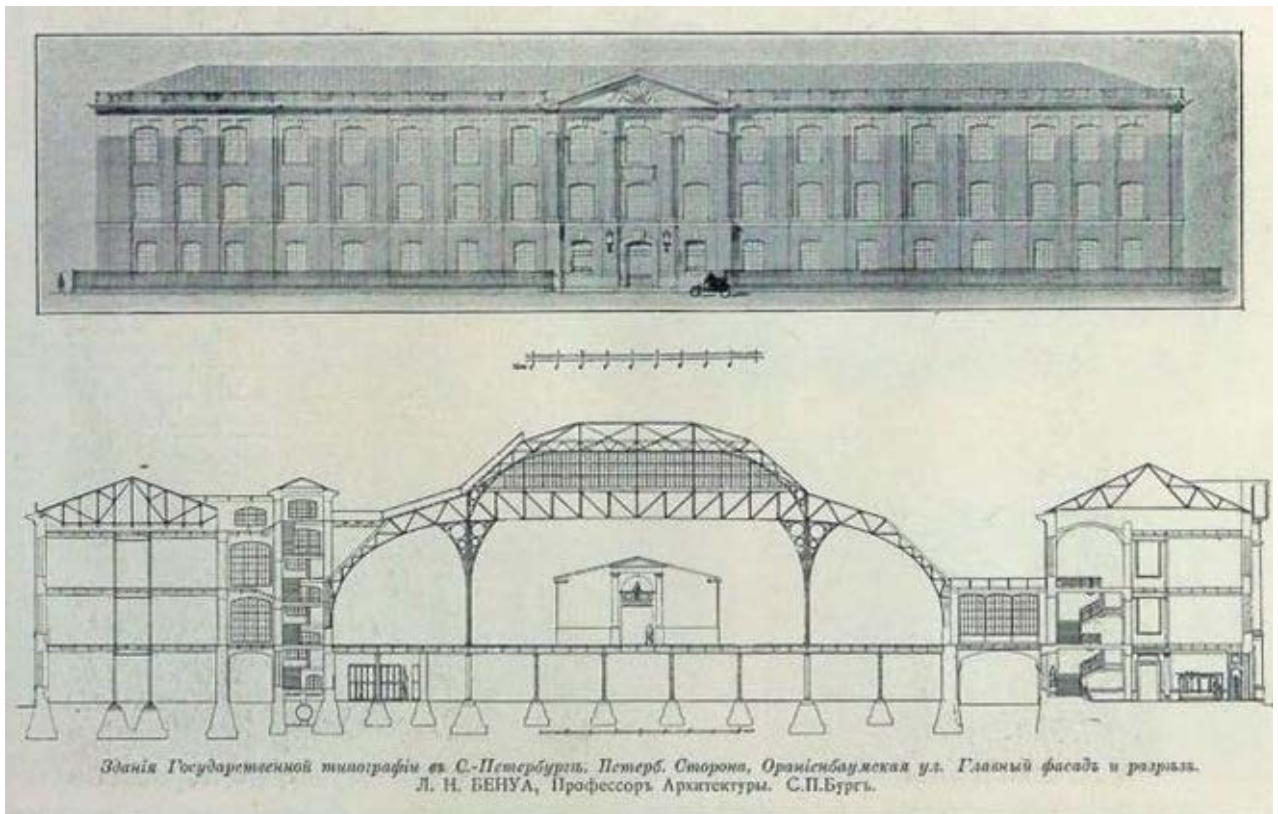 Зданія Государственной типографіи въ С.-Петербургѣ. Петерб. Сторона, Ораніенбаумская ул. Главный фасадъ и разрѣзъ.
Л. Н. БЕНУА, Профессоръ Архитектуры. С.П.Бургъ.